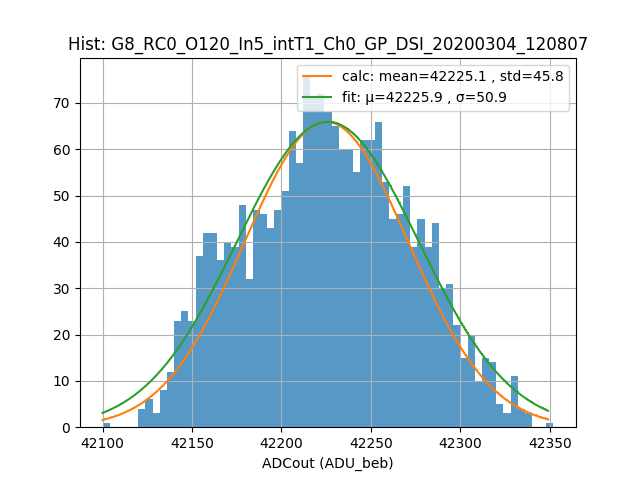 Hist: G8_RC0_O120_In5_intT1_Ch0_GP_DSI_20200304_120807
calc: mean=42225.1 , std=45.8
fit: μ=42225.9 , σ=50.9
70
60
50
40
30
20
10
0
42100 42150 42200 42250 42300 42350
ADCout (ADU_beb)